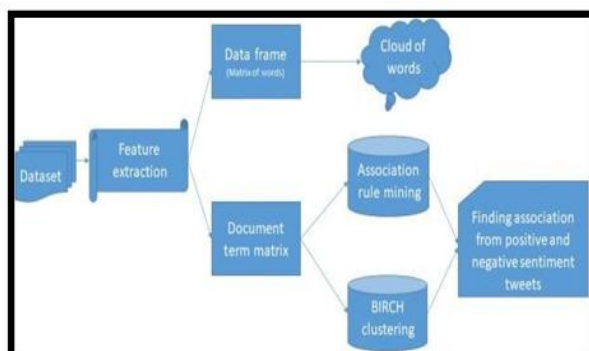 Dataset
Feature
extraction
Data frame
(Matrix of words)
Cloud of
words
Document
term matrix
Association
rule mining
BIRCH
clustering
Finding association
from positive and
negative sentiment
tweets